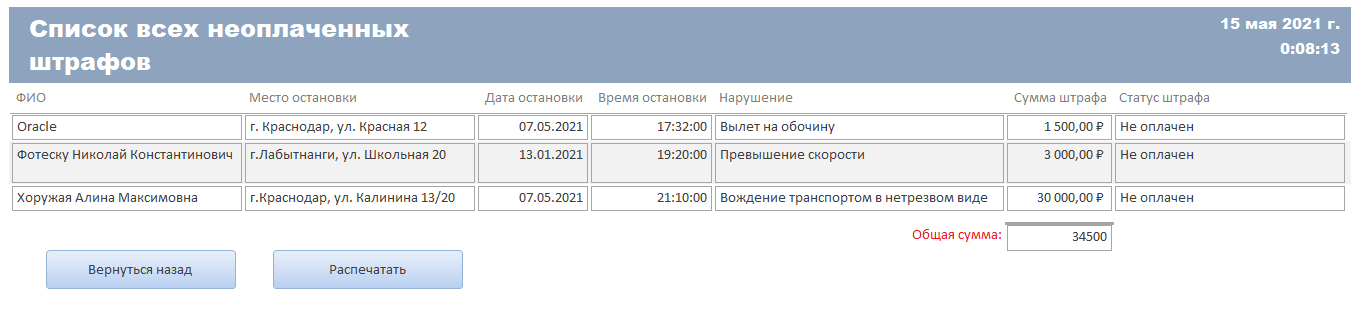 Список всех неоплаченных
штрафов
15 мая 2021 г.
0:08:13
ФИО Место остановки Дата остановки Время остановки Нарушение Сумма штрафа Статус штрафа
Oracle г. Краснодар, ул. Красная 12 07.05.2021 17:32:00 Вылет на обочину 1 500,00 ₽ Не оплачен
Фотеску Николай Константинович г.Лабытнанги, ул. Школьная 20 13.01.2021 19:20:00 Превышение скорости 3 000,00 ₽ Не оплачен
Хоружая Алина Максимовна г.Краснодар, ул. Калинина 13/20 07.05.2021 21:10:00 Вождение транспортом в нетрезвом виде 30 000,00 ₽ Не оплачен
Общая сумма: 34500
Вернуться назад Распечатать